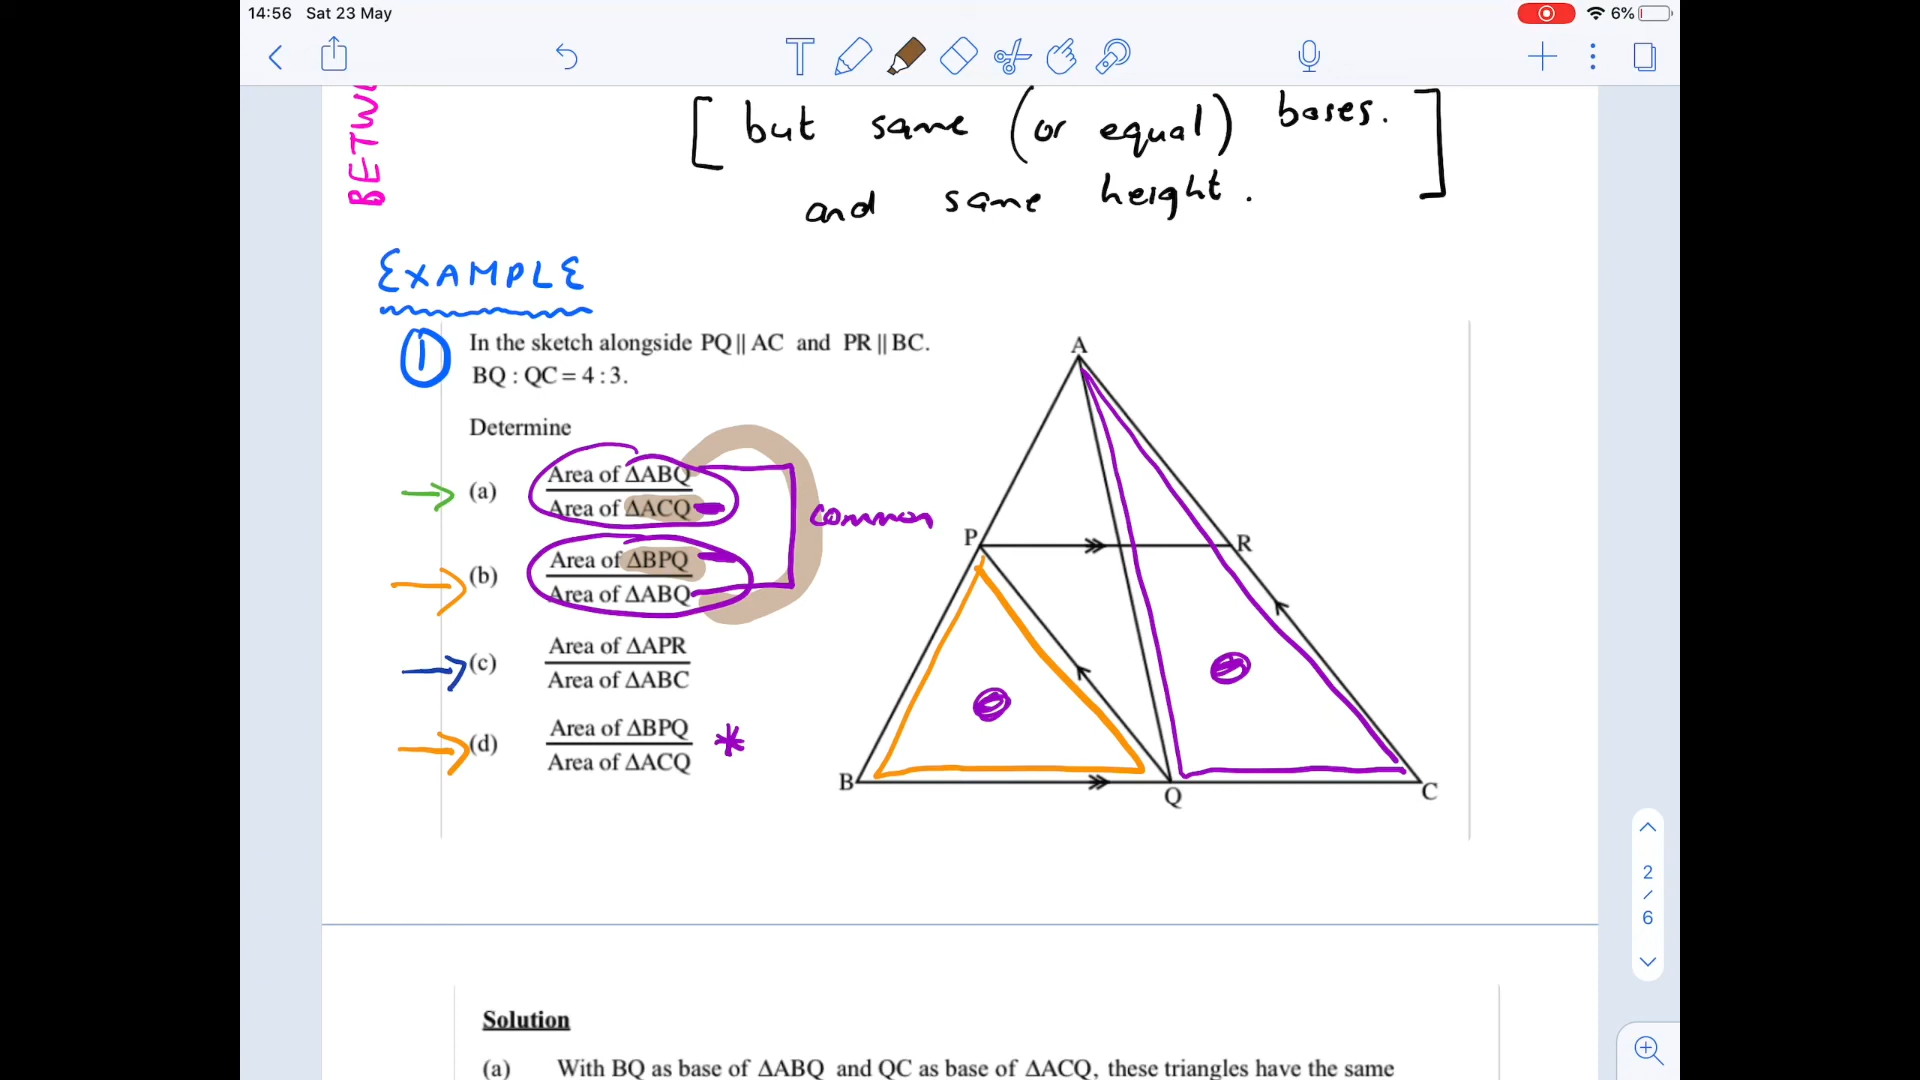 14:56 Sat 23 May
6%
T
[ but same (or equal) bases.
and same height. ]
EXAMPLE
1 In the sketch alongside PQ || AC and PR || BC.
BQ : QC = 4 : 3.
Determine
(a) Area of ΔABQ
Area of ΔACQ
common
(b) Area of ΔBPQ
Area of ΔABQ
(c) Area of ΔAPR
Area of ΔABC
(d) Area of ΔBPQ *
Area of ΔACQ
A
P
R
B
Q
C
2
/
6
Solution
(a) With BQ as base of ΔABQ and QC as base of ΔACQ, these triangles have the same